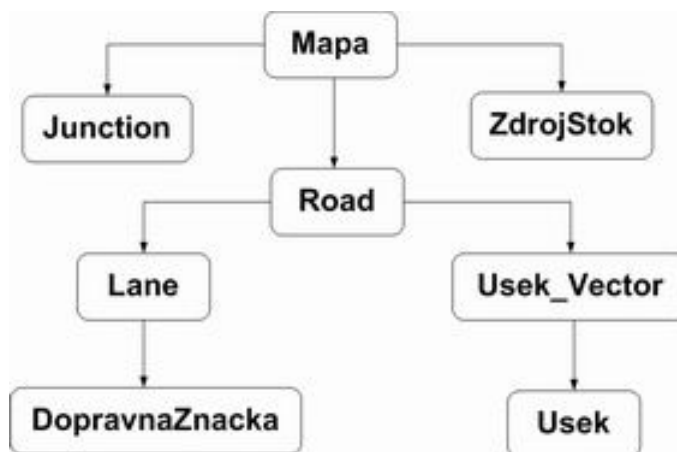 Mapa
Junction
ZdrojStok
Road
Lane
Usek_Vector
DopravnaZnacka
Usek